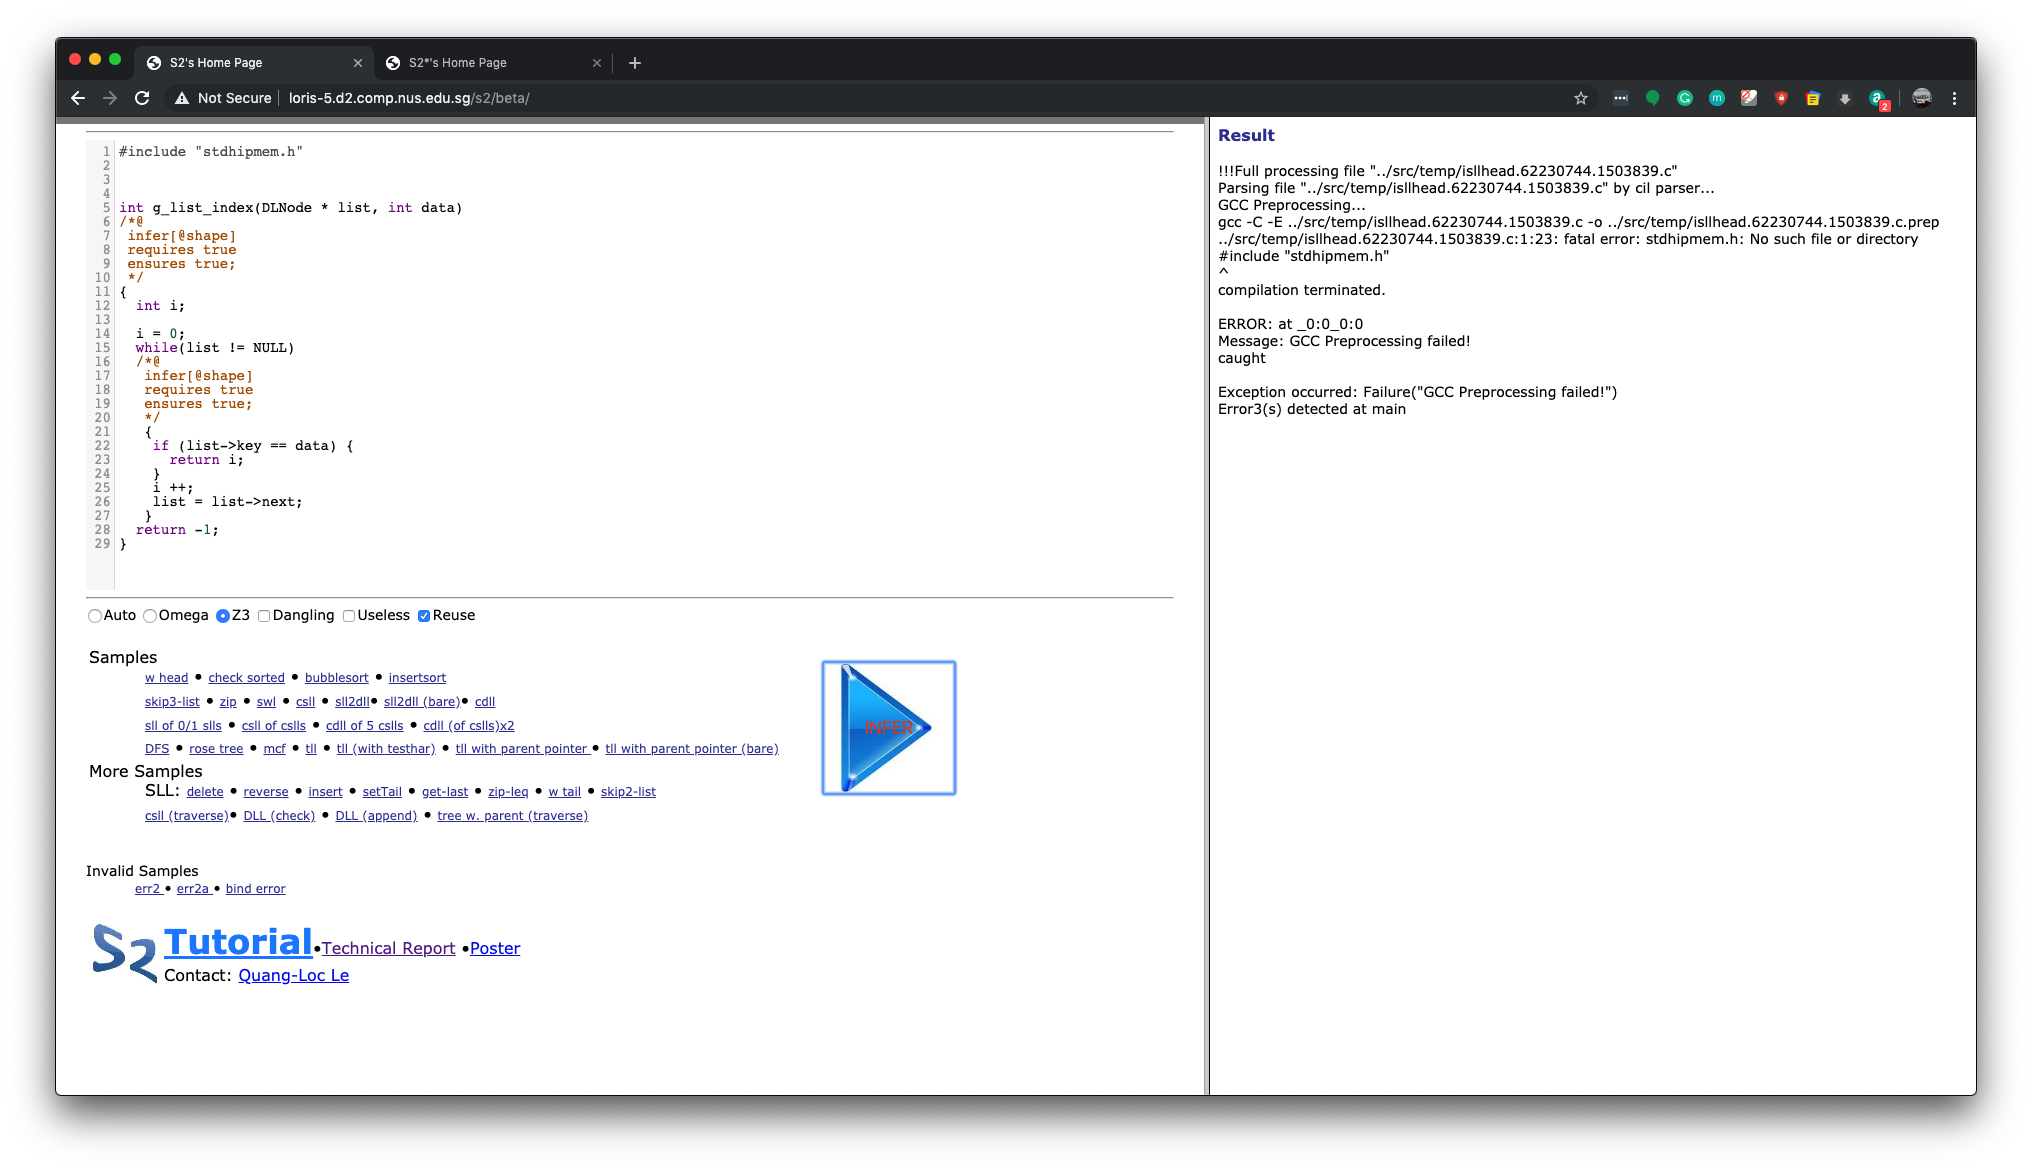 S2's Home Page
S2*'s Home Page
Not Secure | loris-5.d2.comp.nus.edu.sg/s2/beta/
2
1 #include "stdhipmem.h"
2
3
4
5 int g_list_index(DLNode * list, int data)
6 /*@
7 infer[@shape]
8 requires true
9 ensures true;
10 */
11 {
12 int i;
13
14 i = 0;
15 while(list != NULL)
16 /*@
17 infer[@shape]
18 requires true
19 ensures true;
20 */
21 {
22 if (list->key == data) {
23 return i;
24 }
25 i ++;
26 list = list->next;
27 }
28 return -1;
29 }
Auto Omega Z3 Dangling Useless Reuse
Samples
w head • check sorted • bubblesort • insertsort
skip3-list • zip • swl • csll • sll2dll• sll2dll (bare)• cdll
sll of 0/1 slls • csll of cslls • cdll of 5 cslls • cdll (of cslls)x2
DFS • rose tree • mcf • tll • tll (with testhar) • tll with parent pointer • tll with parent pointer (bare)
INFER
More Samples
SLL: delete • reverse • insert • setTail • get-last • zip-leq • w tail • skip2-list
csll (traverse)• DLL (check) • DLL (append) • tree w. parent (traverse)
Invalid Samples
err2 • err2a • bind error
S2 Tutorial•Technical Report •Poster
Contact: Quang-Loc Le
Result
!!!Full processing file "../src/temp/isllhead.62230744.1503839.c"
Parsing file "../src/temp/isllhead.62230744.1503839.c" by cil parser...
GCC Preprocessing...
gcc -C -E ../src/temp/isllhead.62230744.1503839.c -o ../src/temp/isllhead.62230744.1503839.c.prep
../src/temp/isllhead.62230744.1503839.c:1:23: fatal error: stdhipmem.h: No such file or directory
#include "stdhipmem.h"
^
compilation terminated.
ERROR: at _0:0_0:0
Message: GCC Preprocessing failed!
caught
Exception occurred: Failure("GCC Preprocessing failed!")
Error3(s) detected at main